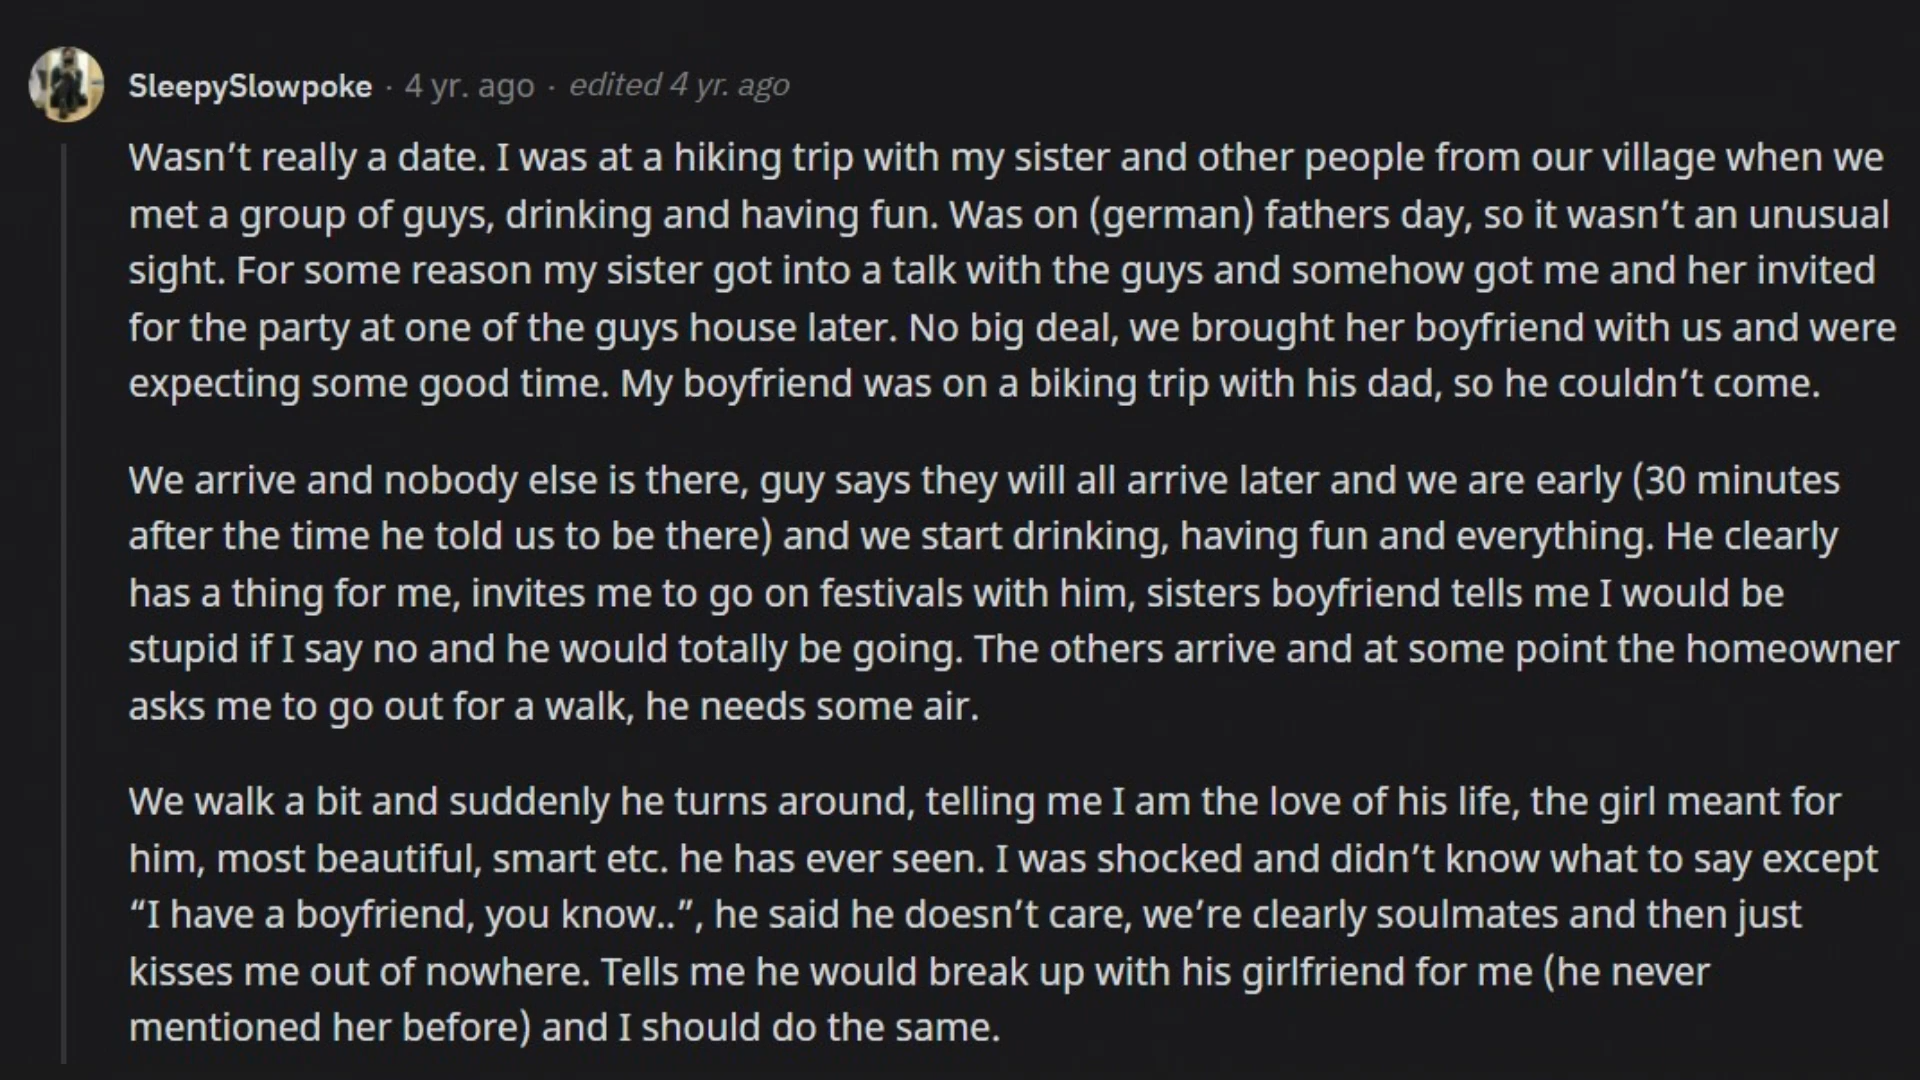 SleepySlowpoke · 4 yr. ago · edited 4 yr. ago
Wasn’t really a date. I was at a hiking trip with my sister and other people from our village when we
met a group of guys, drinking and having fun. Was on (german) fathers day, so it wasn’t an unusual
sight. For some reason my sister got into a talk with the guys and somehow got me and her invited
for the party at one of the guys house later. No big deal, we brought her boyfriend with us and were
expecting some good time. My boyfriend was on a biking trip with his dad, so he couldn’t come.
We arrive and nobody else is there, guy says they will all arrive later and we are early (30 minutes
after the time he told us to be there) and we start drinking, having fun and everything. He clearly
has a thing for me, invites me to go on festivals with him, sisters boyfriend tells me I would be
stupid if I say no and he would totally be going. The others arrive and at some point the homeowner
asks me to go out for a walk, he needs some air.
We walk a bit and suddenly he turns around, telling me I am the love of his life, the girl meant for
him, most beautiful, smart etc. he has ever seen. I was shocked and didn’t know what to say except
“I have a boyfriend, you know..”, he said he doesn’t care, we’re clearly soulmates and then just
kisses me out of nowhere. Tells me he would break up with his girlfriend for me (he never
mentioned her before) and I should do the same.